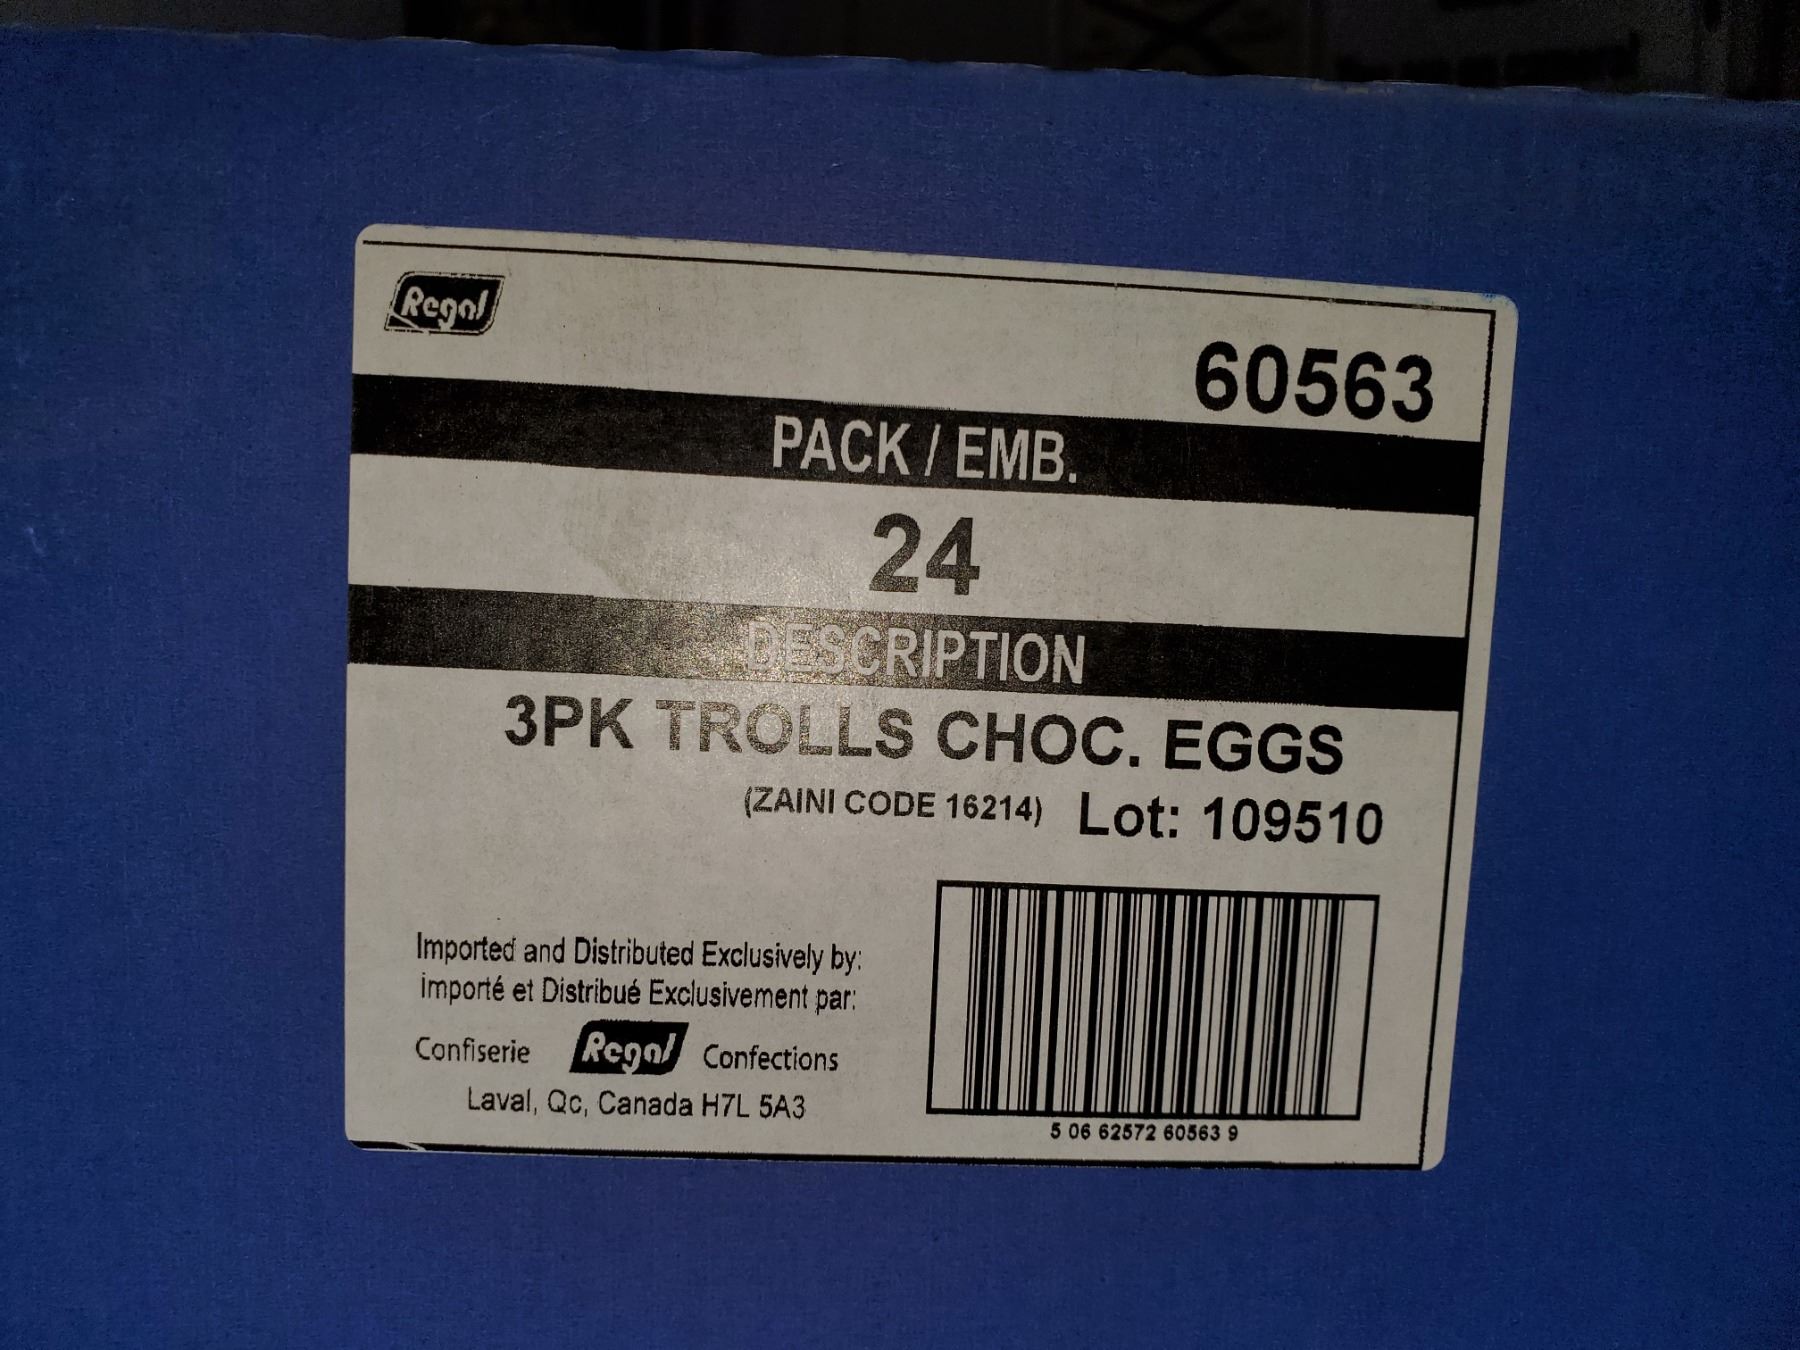 Regal
60563
PACK / EMB.
24
DESCRIPTION
3PK TROLLS CHOC. EGGS
(ZAINI CODE 16214) Lot: 109510
Imported and Distributed Exclusively by:
importé et Distribué Exclusivement par:
Confiserie Regal Confections
Laval, Qc, Canada H7L 5A3
5 06 62572 60563 9